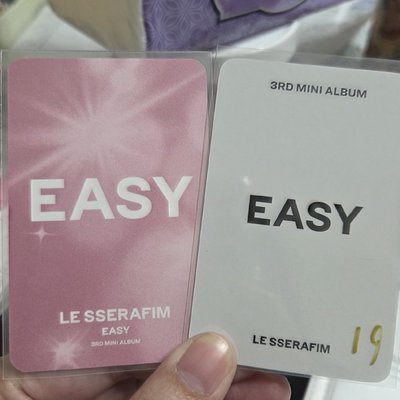 EASY
LE SSERAFIM
EASY
3RD MINI ALBUM
3RD MINI ALBUM
EASY
LE SSERAFIM
19